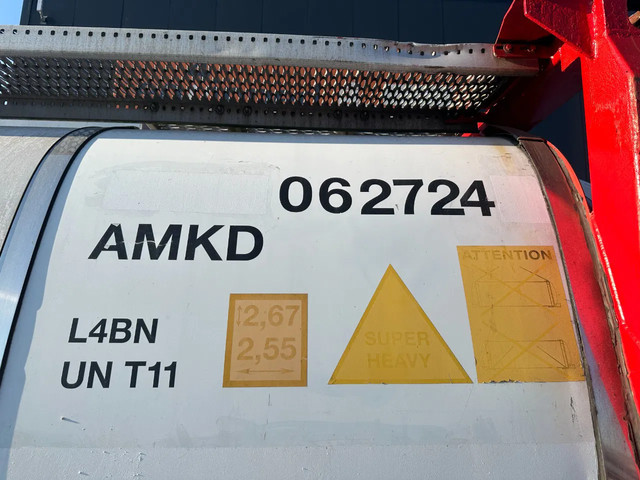 062724
AMKD
ATTENTION
2,67
2,55
SUPER
HEAVY
L4BN
UN T11